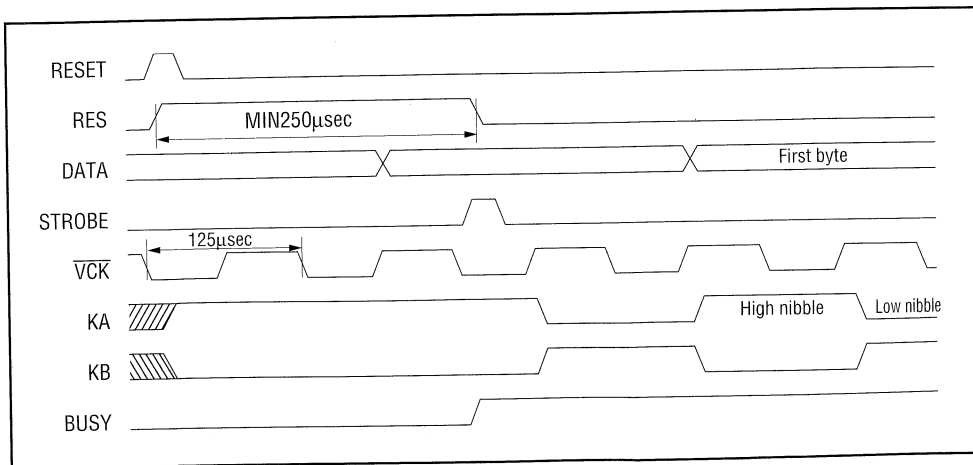 RESET
RES
MIN250μsec
DATA
First byte
STROBE
125μsec
VCK
KA
High nibble
Low nibble
KB
BUSY